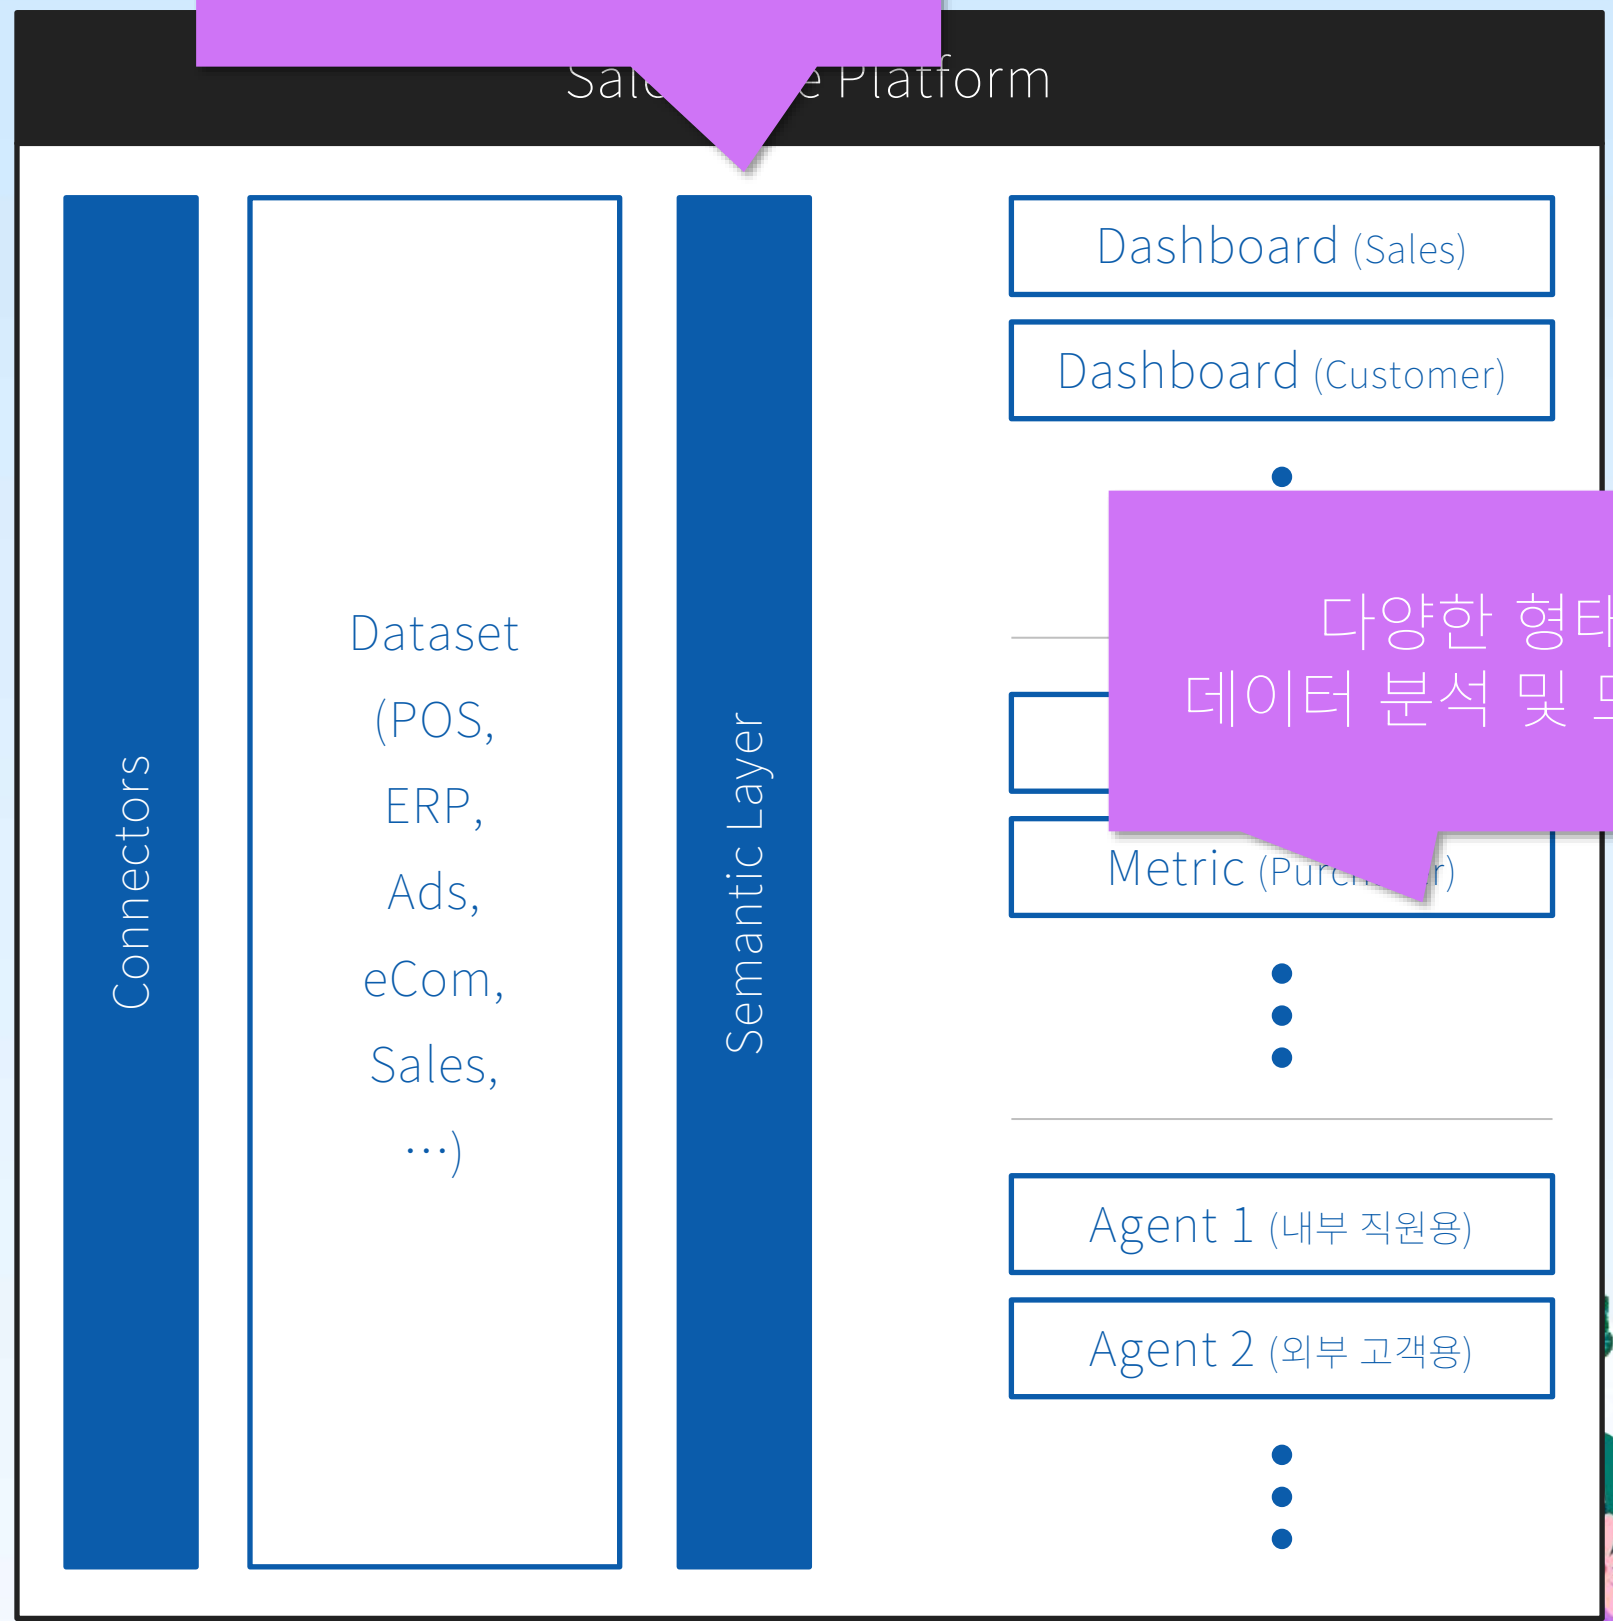 Platform
Connectors
Dataset
(POS,
ERP,
Ads,
eCom,
Sales,
…)
Semantic Layer
Dashboard (Sales)
Dashboard (Customer)
다양한
데이터 분석 및
Metric
Agent 1 (내부 직원용)
Agent 2 (외부 고객용)